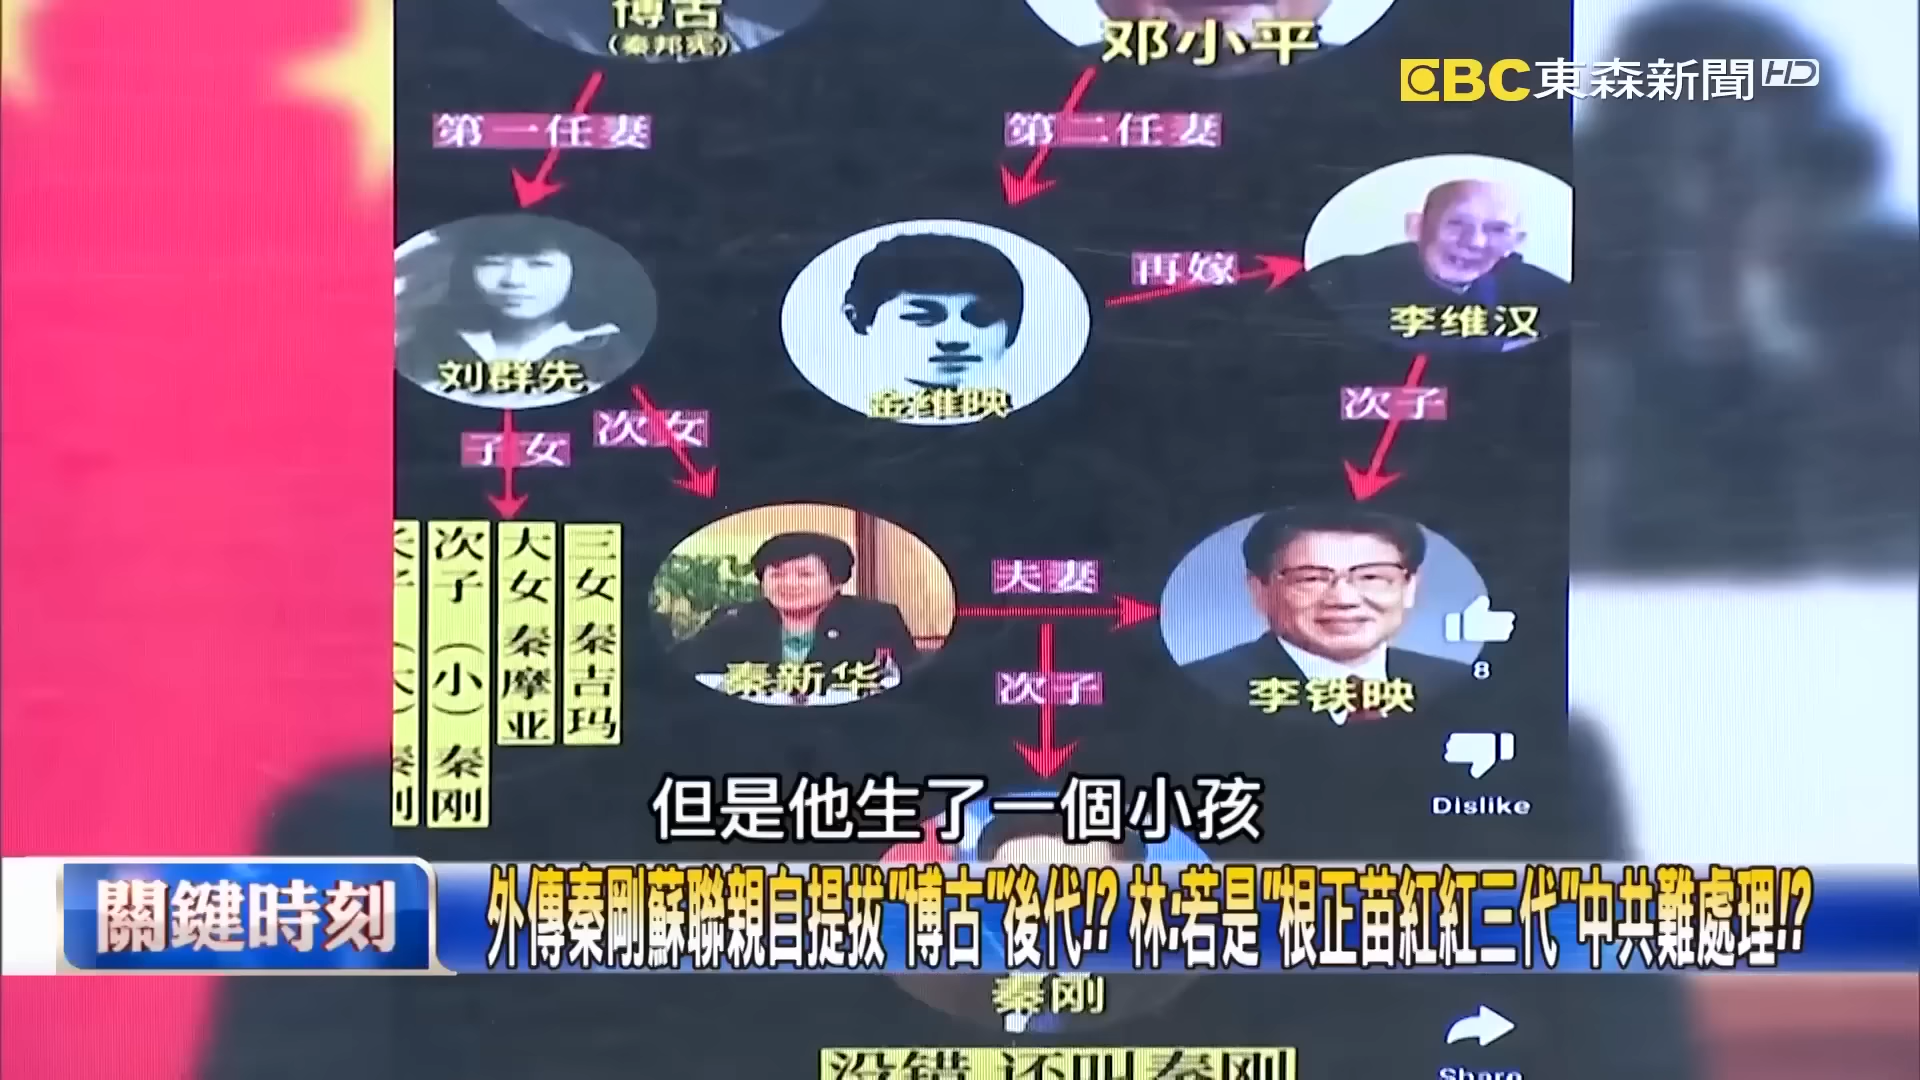 博古
(秦邦宪)
邓小平
EBC東森新聞HD
第一任妻
第二任妻
再嫁
李维汉
刘群先
金维映
次子
子女
次女
次子（小）秦刚
大女 秦摩亚
三女 秦吉玛
夫妻
秦新华
李铁映
8
次子
Dislike
但是他生了一個小孩
關鍵時刻
外傳秦剛蘇聯親自提拔"博古"後代!? 林:若是"根正苗紅紅三代"中共難處理!?
秦刚
没错 还叫秦刚
Share